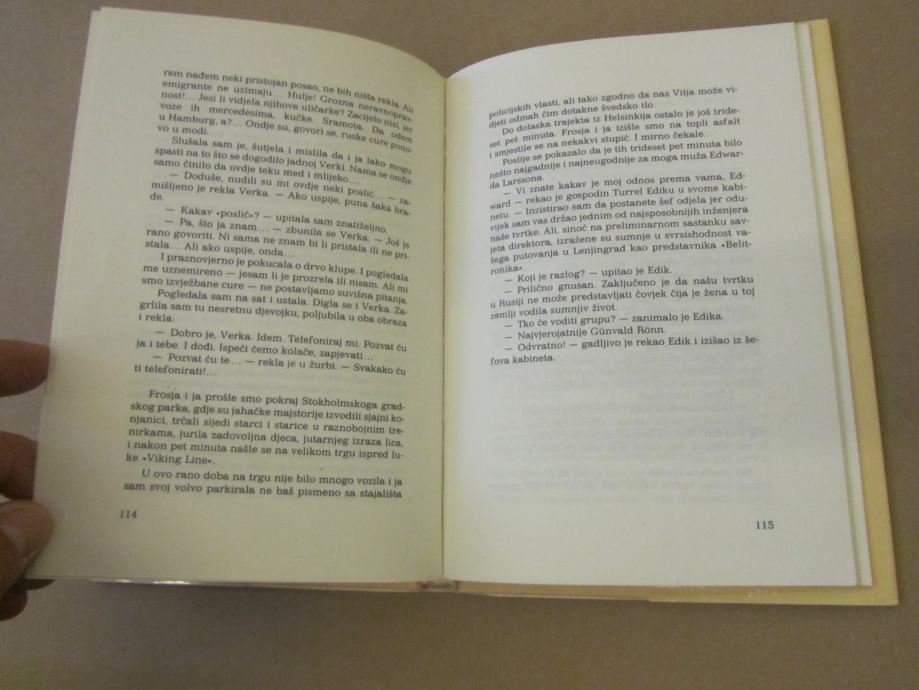 rem nađem neki pristojan posao, ne bih ništa rekla. Ali
emigrante ne uzimaju... Hulje! Grozna neravnoprav-
nost!... Jesi li vidjela njihove uličarke? Zacijelo nisi, jer
voze ih mercedesima, kučke. Sramota. Da odem
u Hamburg, a?... Ondje su, govori se, ruske cure pono-
vo u modi.
Slušala sam je, šutjela i mislila da i ja lako mogu
spasti na to što se dogodilo jadnoj Verki. Nama se ondje
samo činilo da ovdje teku med i mlijeko...
— Doduše, nudili su mi ovdje neki poslić... — za-
mišljeno je rekla Verka. — Ako uspije, puna šaka bra-
de.
— Kakav »poslić«? — upitala sam znatiželjno.
— Pa, što ja znam... — zbunila se Verka. — Još je
rano govoriti. Ni sama ne znam bi li pristala ili ne pri-
stala... Ali ako uspije, onda...
I praznovjerno je pokucala o drvo klupe. I pogledala
me uznemireno — jesam li je prozrela ili nisam. Ali mi
smo izvježbane cure — ne postavljamo suvišna pitanja.
Pogledala sam na sat i ustala. Digla se i Verka. Za-
grlila sam tu nesretnu djevojku, poljubila u oba obraza
i rekla:
— Dobro je, Verka. Idem. Telefoniraj mi. Pozvat ću
ja i tebe. I dođi. Ispeći ćemo kolače, zapjevati...
— Pozvat ću te... — rekla je u žurbi. — Svakako ću
ti telefonirati!...
Frosja i ja prošle smo pokraj Stokholmskoga grad-
skog parka, gdje su jahačke majstorije izvodili sjajni ko-
njanici, trčali sijedi starci i starice u raznobojnim tre-
nirkama, jurila zadovoljna djeca, jutarnjeg izraza lica,
i nakon pet minuta našle se na velikom trgu ispred lu-
ke »Viking Line«.
U ovo rano doba na trgu nije bilo mnogo vozila i ja
sam svoj volvo parkirala ne baš pismeno sa stajališta
114
policijskih vlasti, ali tako zgodno da nas Vitja može vi-
djeti odmah čim dotakne švedsko tlo.
Do dolaska trajekta iz Helsinkija ostalo je još tride-
set pet minuta. Frosja i ja izišle smo na topli asfalt
i smjestile se na nekakvi stupić. I mirno čekale.
Poslije se pokazalo da je tih trideset pet minuta bilo
nešto najgadnije i najneugodnije za moga muža Edwar-
da Larssona.
— Vi znate kakav je moj odnos prema vama, Ed-
ward — rekao je gospodin Turrel Ediku u svome kabi-
netu. — Inzistirao sam da postanete šef odjela jer odu-
vijek sam vas držao jednim od najsposobnijih inženjera
naše tvrtke. Ali, sinoć na preliminarnom sastanku sav-
jeta direktora, izražene su sumnje u svrsishodnost va-
šega putovanja u Lenjingrad kao predstavnika »Belit-
ronika«.
— Koji je razlog? — upitao je Edik.
— Prilično gnusan. Zaključeno je da našu tvrtku
u Rusiji ne može predstavljati čovjek čija je žena u toj
zemlji vodila sumnjiv život.
— Tko će voditi grupu? — zanimalo je Edika.
— Najvjerojatnije Günvald Rönn.
— Odvratno! — gadljivo je rekao Edik i izišao iz še-
fova kabineta.
115